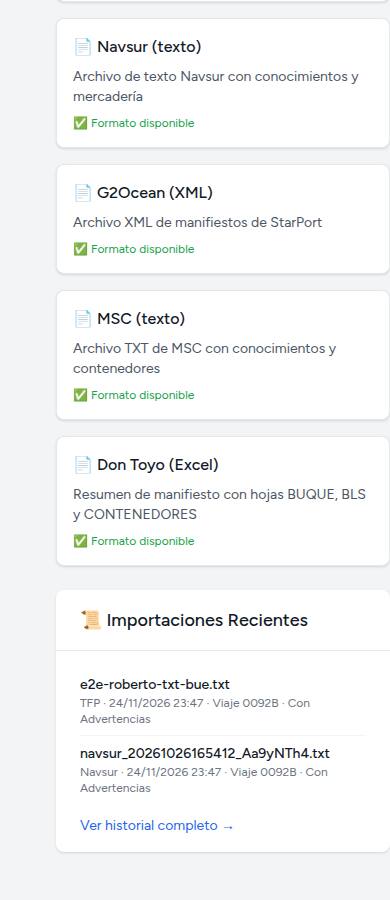 📄 Navsur (texto)
Archivo de texto Navsur con conocimientos y
mercadería
✅ Formato disponible
📄 G2Ocean (XML)
Archivo XML de manifiestos de StarPort
✅ Formato disponible
📄 MSC (texto)
Archivo TXT de MSC con conocimientos y
contenedores
✅ Formato disponible
📄 Don Toyo (Excel)
Resumen de manifiesto con hojas BUQUE, BLS
y CONTENEDORES
✅ Formato disponible
📜 Importaciones Recientes
e2e-roberto-txt-bue.txt
TFP · 24/11/2026 23:47 · Viaje 0092B · Con
Advertencias
navsur_20261026165412_Aa9yNTh4.txt
Navsur · 24/11/2026 23:47 · Viaje 0092B · Con
Advertencias
Ver historial completo →